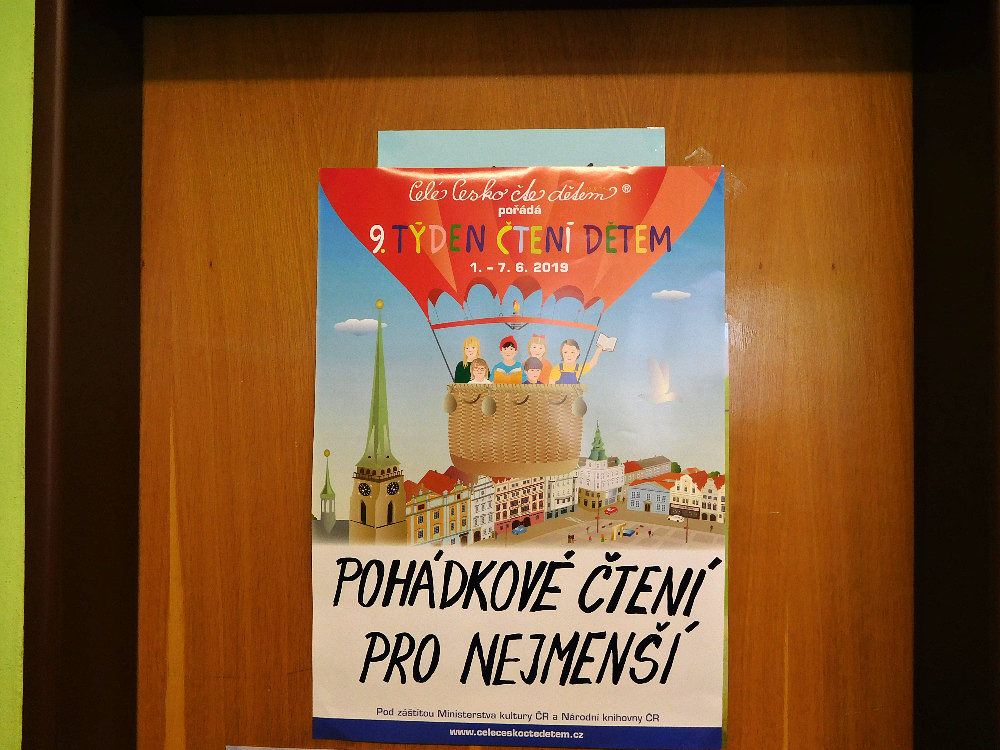 Celé Česko čte dětem®
pořádá
9. TÝDEN ČTENÍ DĚTEM
1. – 7. 6. 2019
POHÁDKOVÉ ČTENÍ
PRO NEJMENŠÍ
Pod záštitou Ministerstva kultury ČR a Národní knihovny ČR
www.celeceskoctedetem.cz